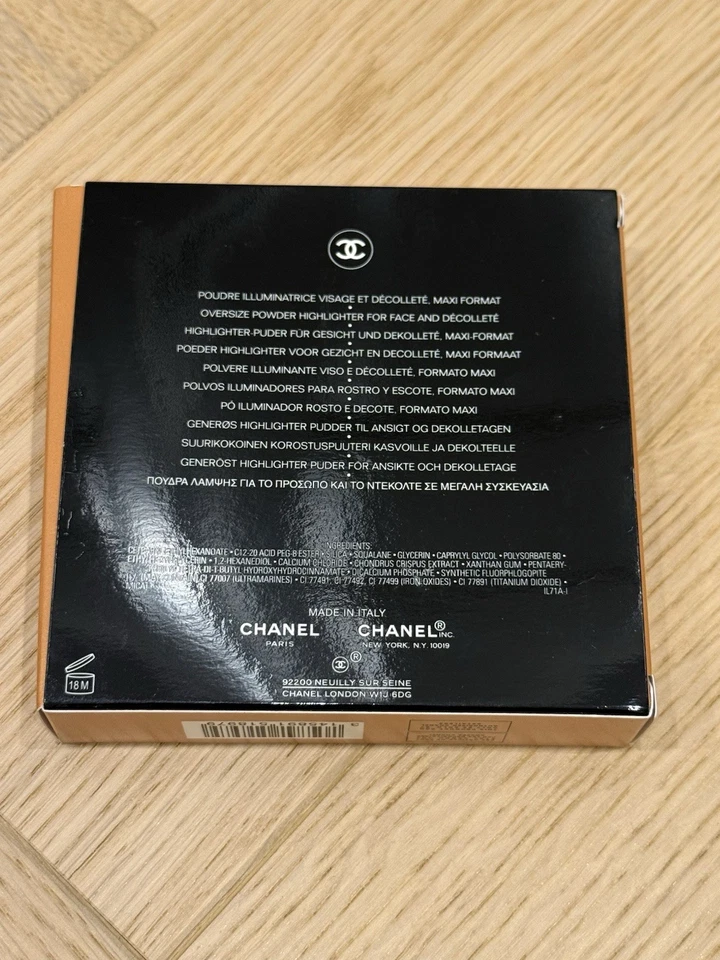 POUDRE ILLUMINATRICE VISAGE ET DÉCOLLETÉ, MAXI FORMAT
•
OVERSIZE POWDER HIGHLIGHTER FOR FACE AND DÉCOLLETÉ
•
HIGHLIGHTER-PUDER FÜR GESICHT UND DEKOLLETÉ, MAXI-FORMAT
•
POEDER HIGHLIGHTER VOOR GEZICHT EN DECOLLETÉ, MAXI FORMAAT
•
POLVERE ILLUMINANTE VISO E DÉCOLLETÉ, FORMATO MAXI
•
POLVOS ILUMINADORES PARA ROSTRO Y ESCOTE, FORMATO MAXI
•
PÓ ILUMINADOR ROSTO E DECOTE, FORMATO MAXI
•
GENERØS HIGHLIGHTER PUDDER TIL ANSIGT OG DEKOLLETAGEN
•
SUURIKOKOINEN KOROSTUSPUUTERI KASVOILLE JA DEKOLTEELLE
•
GENERÖST HIGHLIGHTER PUDER FÖR ANSIKTE OCH DEKOLLETAGE
•
ΠΟΥΔΡΑ ΛΑΜΨΗΣ ΓΙΑ ΤΟ ΠΡΟΣΩΠΟ ΚΑΙ ΤΟ ΝΤΕΚΟΛΤΕ ΣΕ ΜΕΓΑΛΗ ΣΥΣΚΕΥΑΣΙΑ
INGREDIENTS:
• C12-20 ACID PEG-8 ESTER • SILICA • SQUALANE • GLYCERIN • CAPRYLYL GLYCOL • POLYSORBATE 80 •
• 1,2-HEXANEDIOL • CALCIUM CHLORIDE • CHONDRUS CRISPUS EXTRACT • XANTHAN GUM • PENTAERY-
HYDROXYHYDROCINNAMATE • DICALCIUM PHOSPHATE • SYNTHETIC FLUORPHLOGOPITE
CI 77007 (ULTRAMARINES) • CI 77491, CI 77492, CI 77499 (IRON OXIDES) • CI 77891 (TITANIUM DIOXIDE) •
IL71A-I
MADE IN ITALY
CHANEL CHANEL® INC.
PARIS NEW YORK, N.Y. 10019
®
92200 NEUILLY SUR SEINE
CHANEL LONDON W1J 6DG
18 M